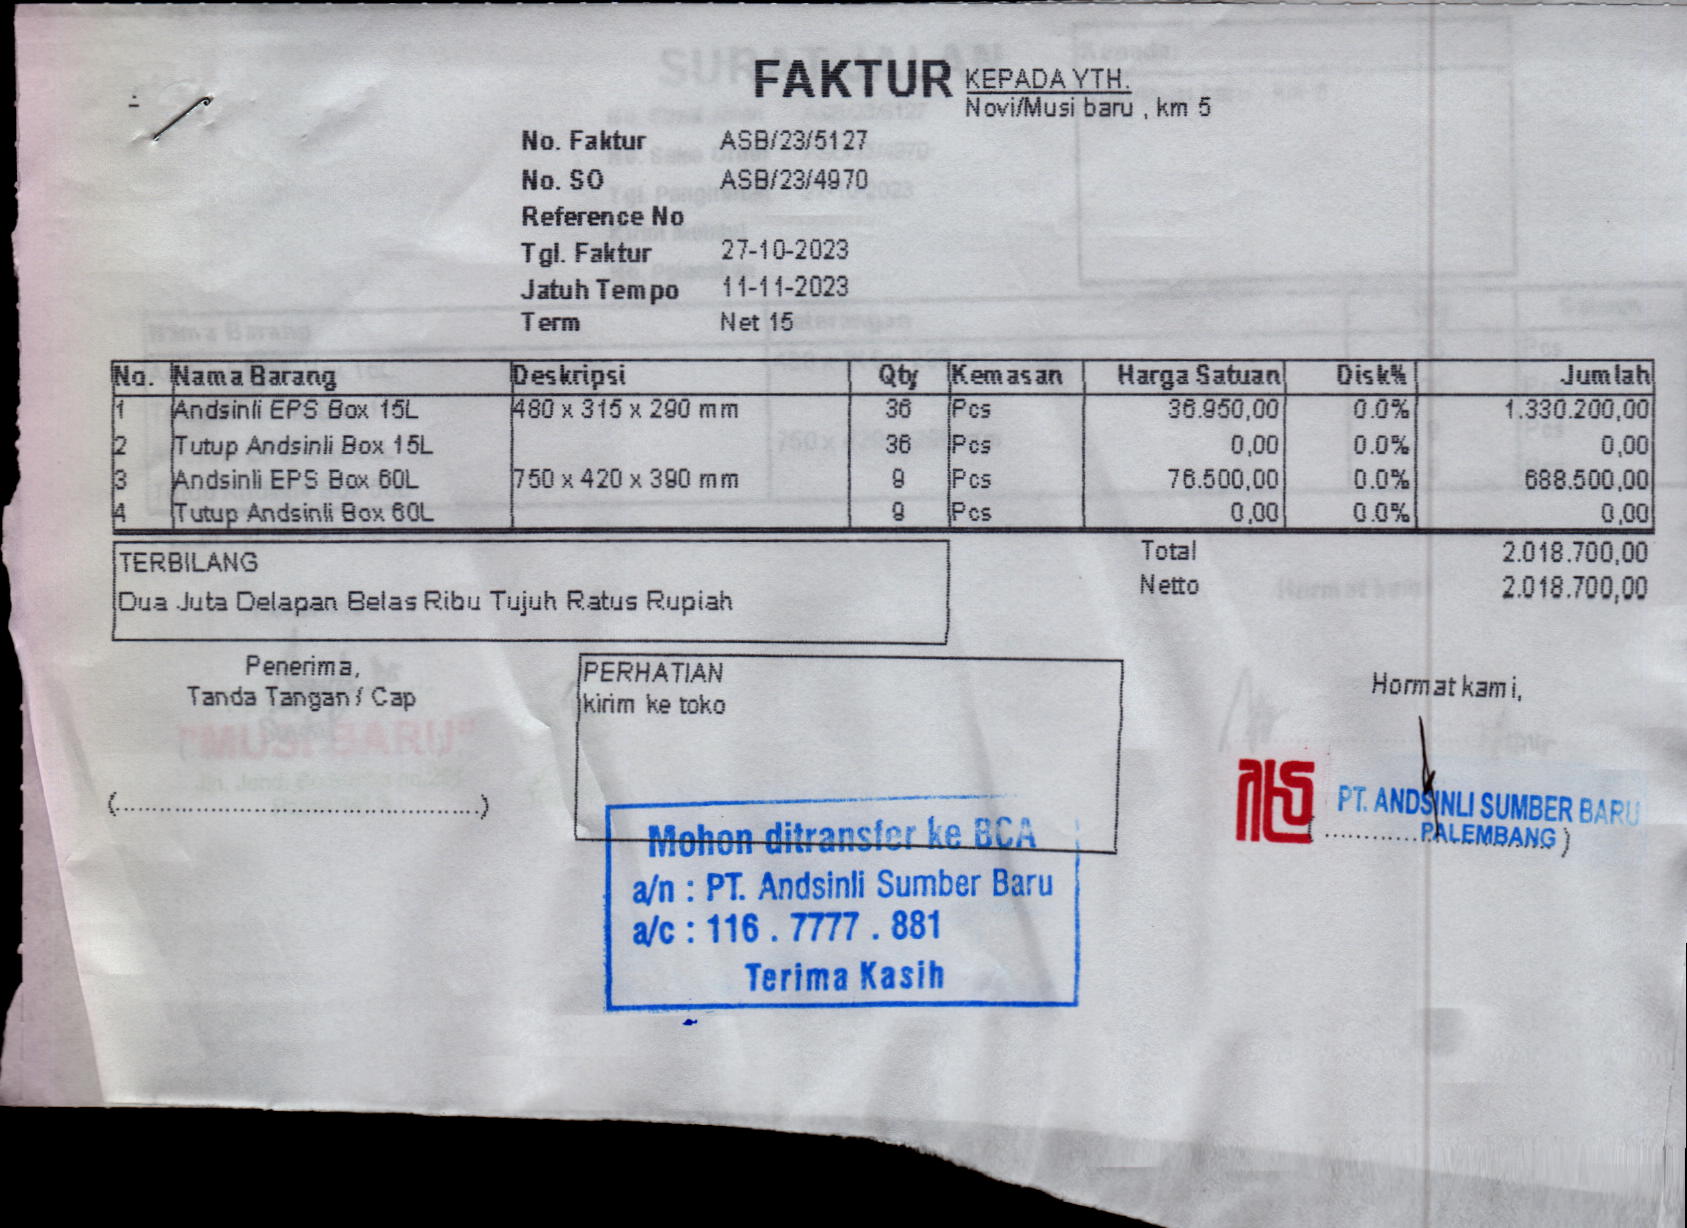 FAKTUR
KEPADA YTH.
Novi/Musi baru , km 5
No. Faktur ASB/23/5127
No. SO ASB/23/4970
Reference No
Tgl. Faktur 27-10-2023
Jatuh Tempo 11-11-2023
Term Net 15
No. Nama Barang Deskripsi Qty Kemasan Harga Satuan Disk% Jumlah
1 Andsinli EPS Box 15L 480 x 315 x 290 mm 36 Pcs 36.950,00 0.0% 1.330.200,00
2 Tutup Andsinli Box 15L 36 Pcs 0,00 0.0% 0,00
3 Andsinli EPS Box 60L 750 x 420 x 390 mm 9 Pcs 76.500,00 0.0% 688.500,00
4 Tutup Andsinli Box 60L 9 Pcs 0,00 0.0% 0,00
TERBILANG
Dua Juta Delapan Belas Ribu Tujuh Ratus Rupiah
Total 2.018.700,00
Netto 2.018.700,00
Penerima,
Tanda Tangan / Cap
"MUSI BARU"
(.................................................)
PERHATIAN
kirim ke toko
Hormat kami,
PT. ANDSINLI SUMBER BARU
PALEMBANG )
Mohon ditransfer ke BCA
a/n : PT. Andsinli Sumber Baru
a/c : 116 . 7777 . 881
Terima Kasih